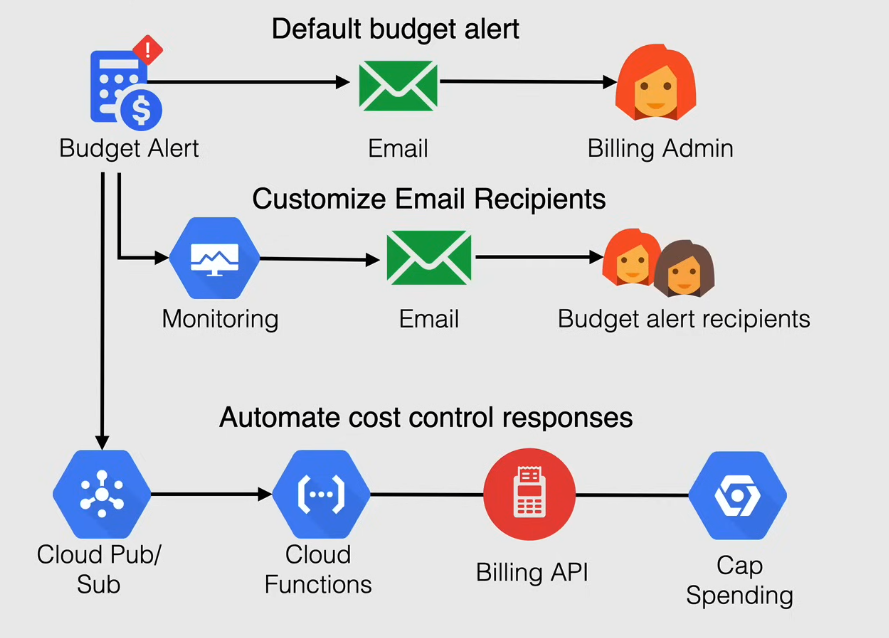 Default budget alert
!
$
Budget Alert
Email
Billing Admin
Customize Email Recipients
Monitoring
Email
Budget alert recipients
Automate cost control responses
Cloud Pub/
Sub
Cloud
Functions
Billing API
Cap
Spending